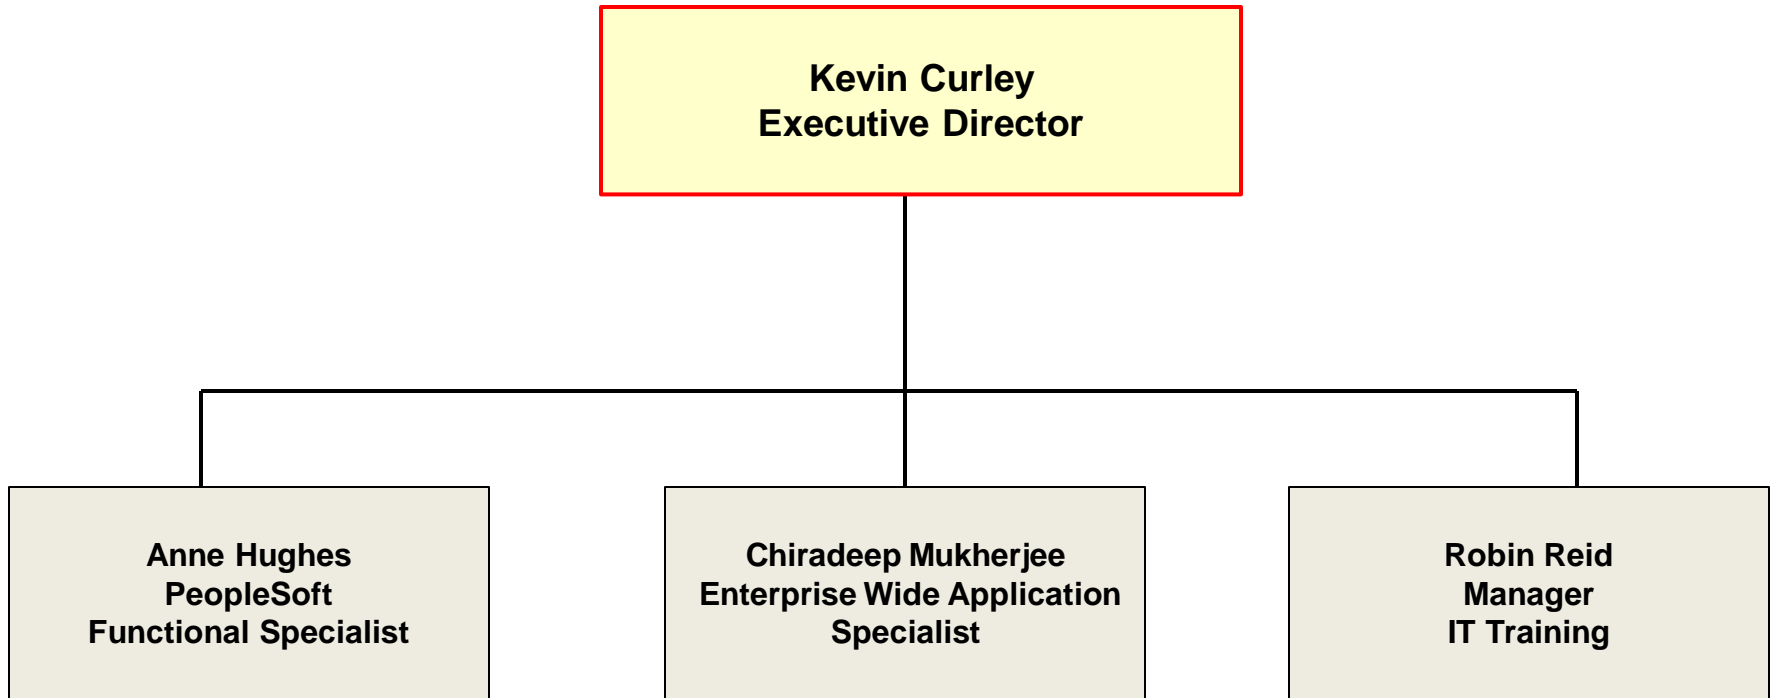 Kevin Curley
Executive Director
Anne Hughes
PeopleSoft
Functional Specialist
Chiradeep Mukherjee
Enterprise Wide Application
Specialist
Robin Reid
Manager
IT Training